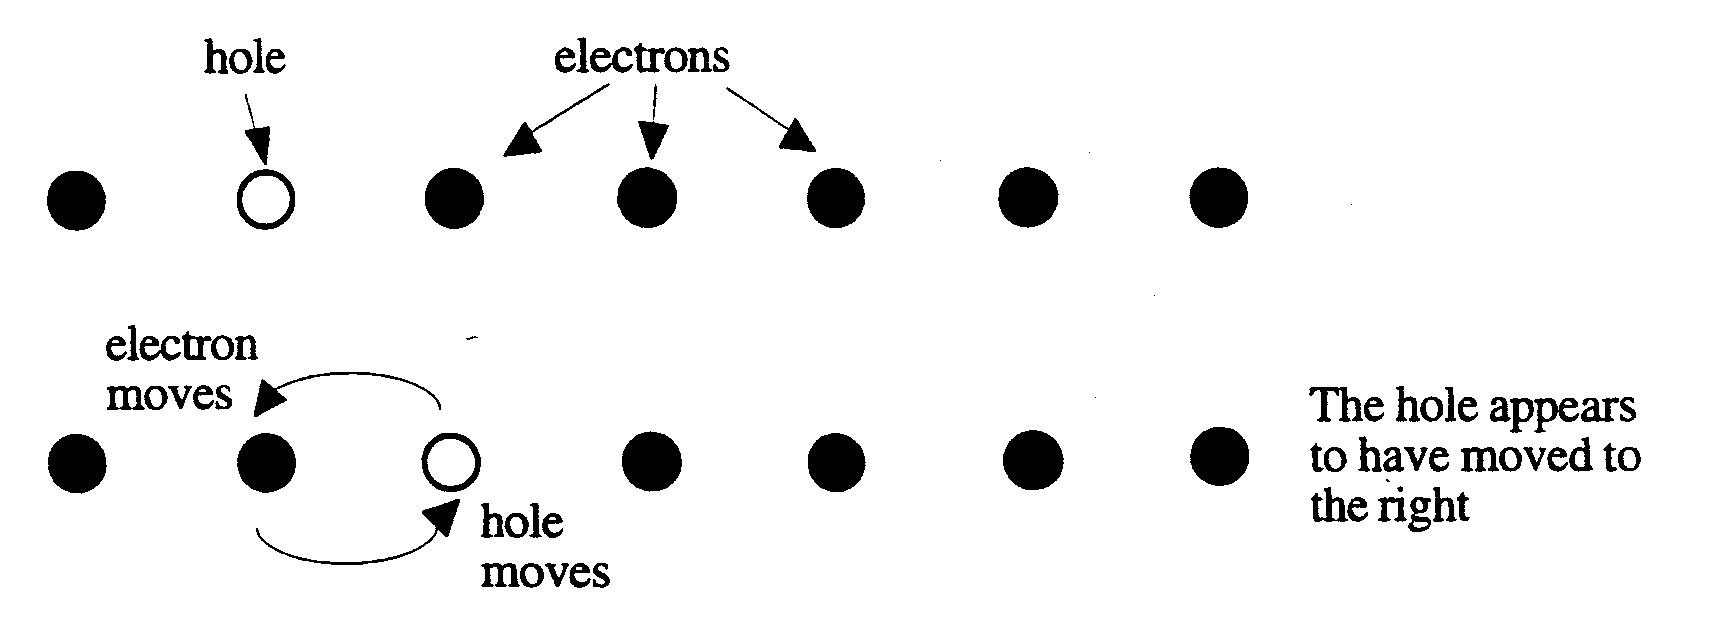 hole
electrons
electron
moves
hole
moves
The hole appears
to have moved to
the right